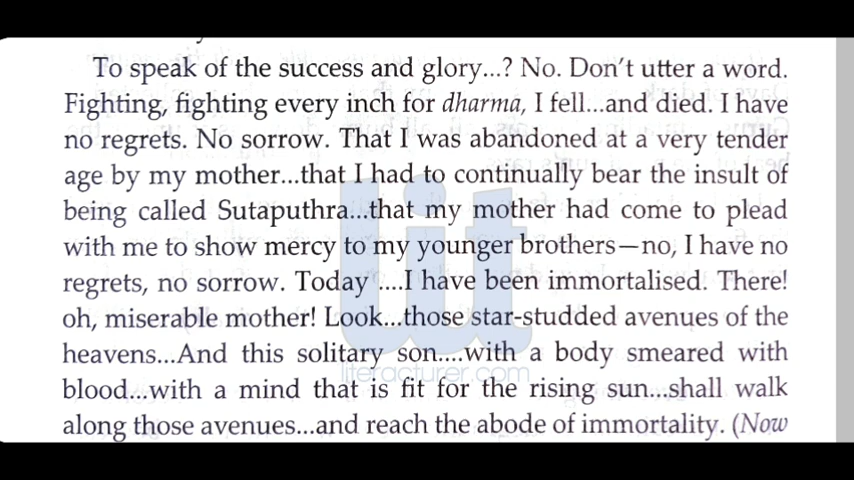 To speak of the success and glory...? No. Don't utter a word.
Fighting, fighting every inch for dharma, I fell...and died. I have
no regrets. No sorrow. That I was abandoned at a very tender
age by my mother...that I had to continually bear the insult of
being called Sutaputhra...that my mother had come to plead
with me to show mercy to my younger brothers—no, I have no
regrets, no sorrow. Today ....I have been immortalised. There!
oh, miserable mother! Look...those star-studded avenues of the
heavens...And this solitary son....with a body smeared with
blood...with a mind that is fit for the rising sun...shall walk
along those avenues...and reach the abode of immortality. (Now
lit
literacturer.com